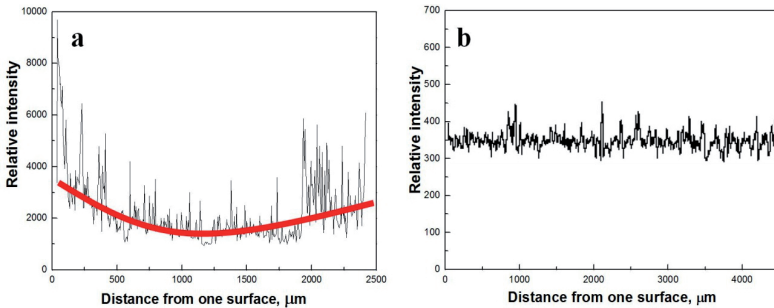 a
10000
8000
6000
4000
2000
0
0 500 1000 1500 2000 2500
Relative intensity
Distance from one surface, μm
b
700
600
500
400
300
200
100
0
0 1000 2000 3000 4000
Relative intensity
Distance from one surface, μm